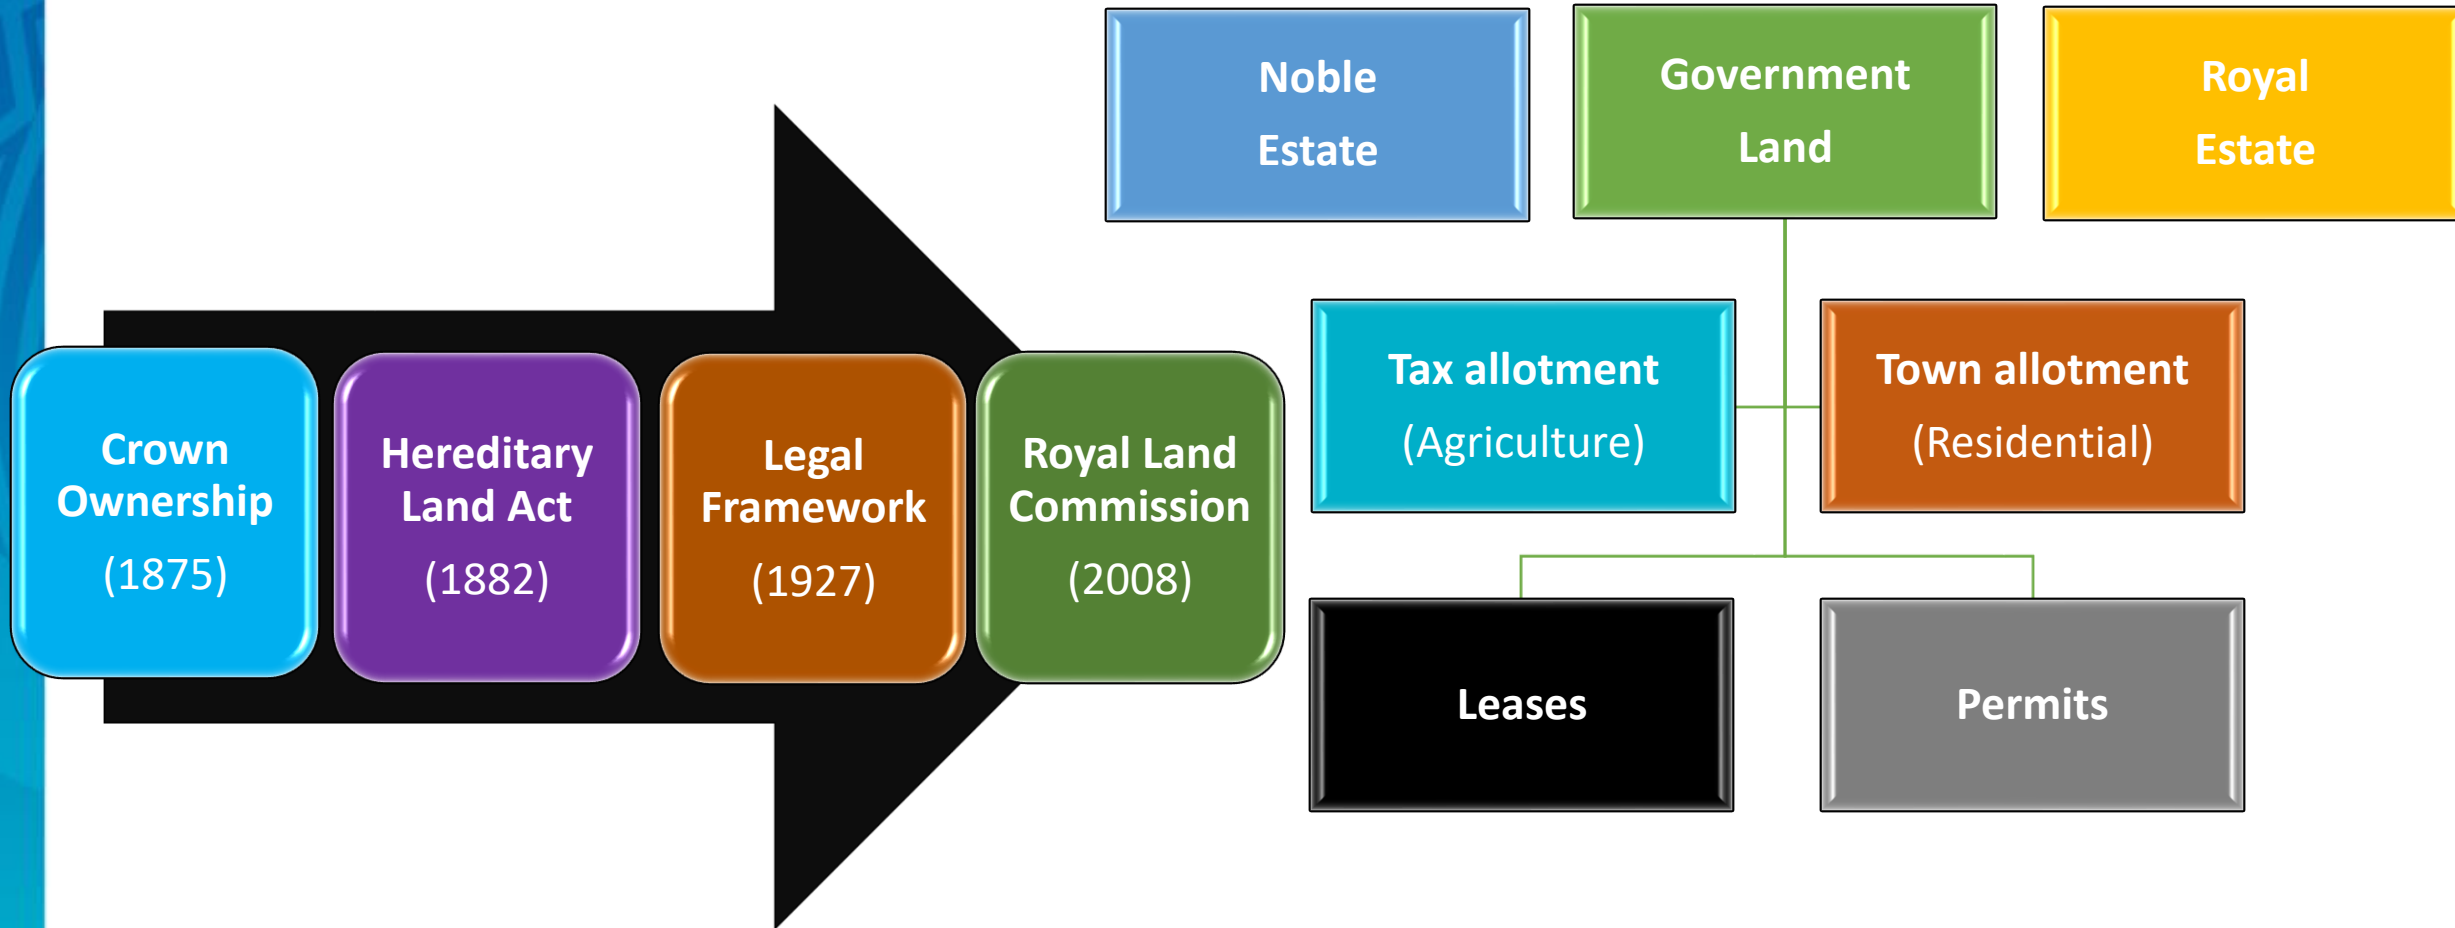 Crown
Ownership
(1875)
Hereditary
Land Act
(1882)
Legal
Framework
(1927)
Royal Land
Commission
(2008)
Noble
Estate
Government
Land
Royal
Estate
Tax allotment
(Agriculture)
Town allotment
(Residential)
Leases
Permits